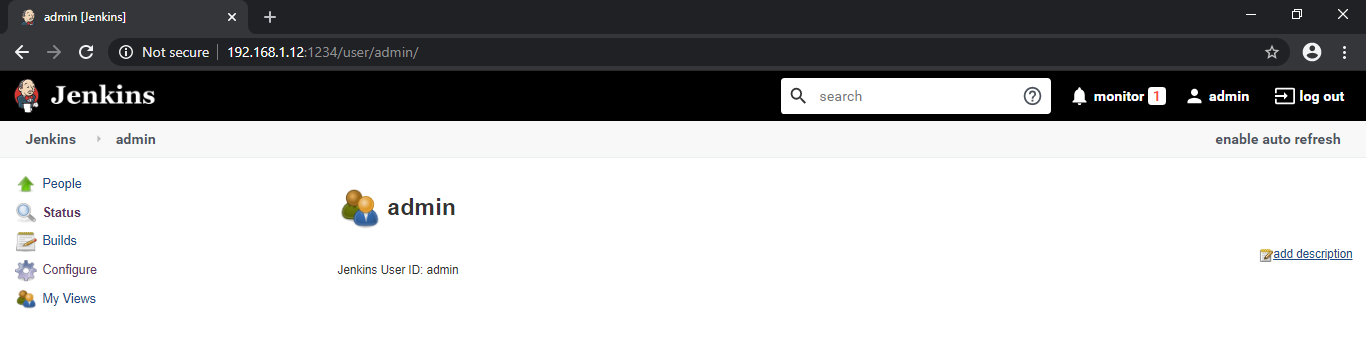 admin [Jenkins]
Not secure 192.168.1.12:1234/user/admin/
Jenkins search monitor 1 admin log out
Jenkins admin enable auto refresh
People
Status
Builds
Configure
My Views
admin
add description
Jenkins User ID: admin